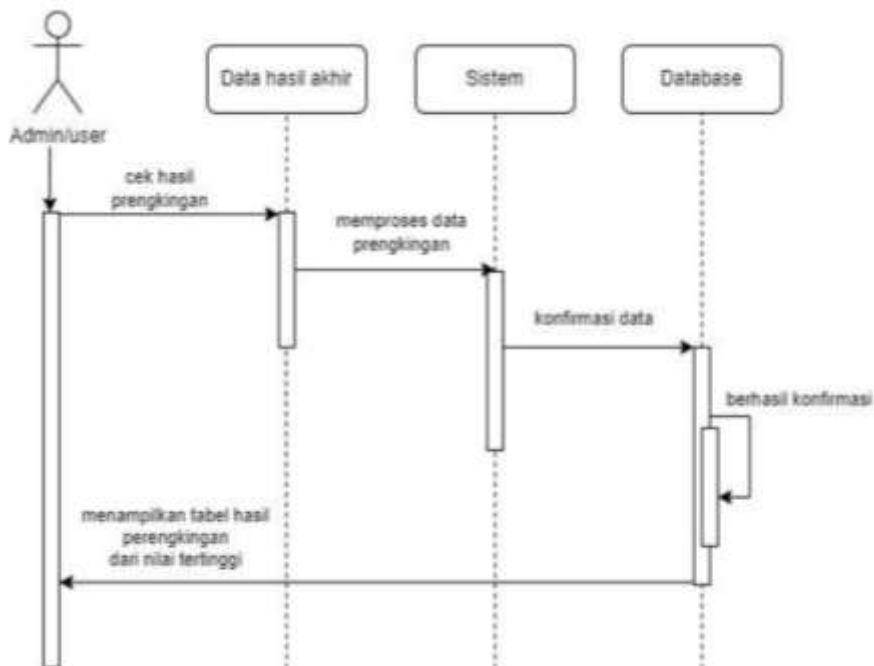 Data hasil akhir
Sistem
Database
Admin/user
cek hasil
prengkingan
memproses data
prengkingan
konfirmasi data
berhasil konfirmasi
menampilkan tabel hasil
perengkingan
dari nilai tertinggi